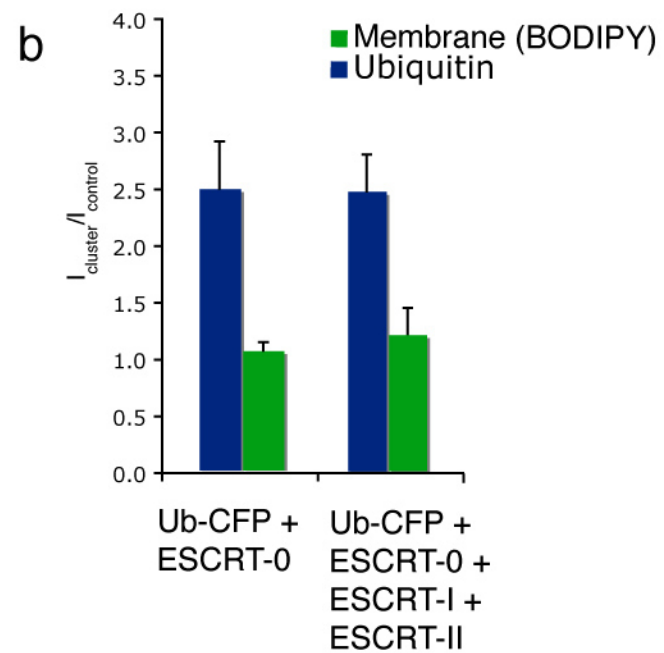 b
Membrane (BODIPY)
Ubiquitin
4.0
3.5
3.0
2.5
2.0
1.5
1.0
0.5
0.0
Icluster/Icontrol
Ub-CFP +
ESCRT-0
Ub-CFP +
ESCRT-0 +
ESCRT-I +
ESCRT-II